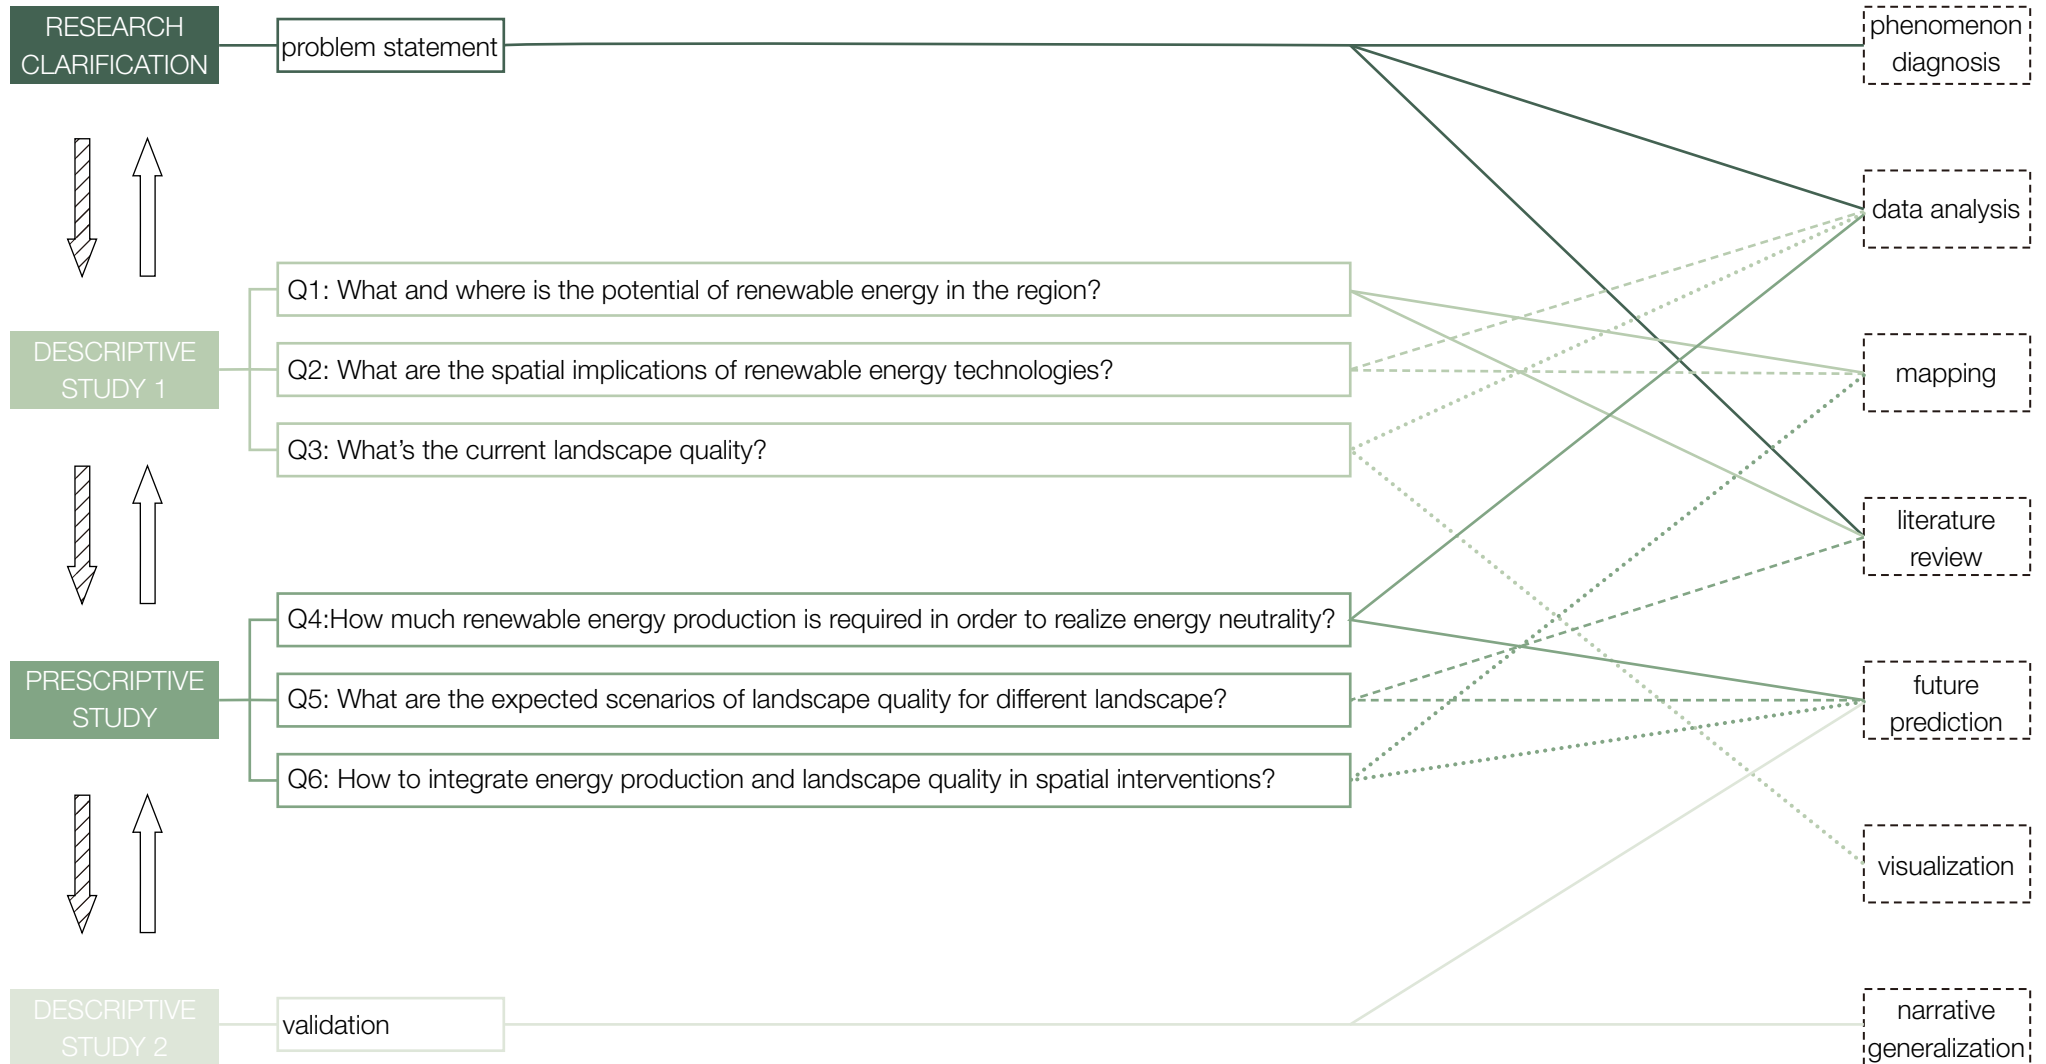 RESEARCH
CLARIFICATION
problem statement
phenomenon
diagnosis
data analysis
Q1: What and where is the potential of renewable energy in the region?
DESCRIPTIVE
STUDY 1
Q2: What are the spatial implications of renewable energy technologies?
mapping
Q3: What's the current landscape quality?
literature
review
Q4:How much renewable energy production is required in order to realize energy neutrality?
PRESCRIPTIVE
STUDY
Q5: What are the expected scenarios of landscape quality for different landscape?
future
prediction
Q6: How to integrate energy production and landscape quality in spatial interventions?
visualization
DESCRIPTIVE
STUDY 2
validation
narrative
generalization